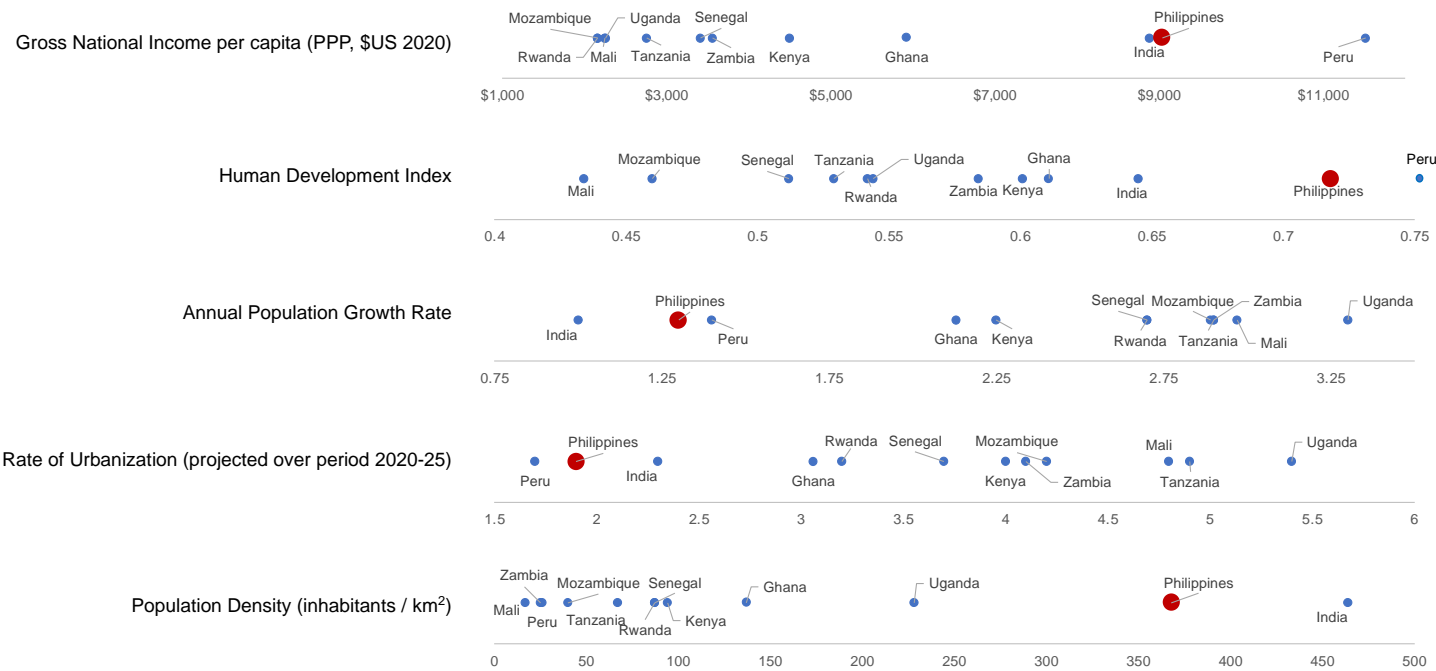 Mozambique Uganda Senegal Philippines
Gross National Income per capita (PPP, $US 2020)
Rwanda Mali Tanzania Zambia Kenya Ghana India Peru
$1,000 $3,000 $5,000 $7,000 $9,000 $11,000
Mozambique Senegal Tanzania Uganda Ghana Peru
Human Development Index
Mali Rwanda Zambia Kenya India Philippines
0.4 0.45 0.5 0.55 0.6 0.65 0.7 0.75
Philippines Senegal Mozambique Zambia Uganda
Annual Population Growth Rate
India Peru Ghana Kenya Rwanda Tanzania Mali
0.75 1.25 1.75 2.25 2.75 3.25
Philippines Rwanda Senegal Mozambique Mali Uganda
Rate of Urbanization (projected over period 2020-25)
Peru India Ghana Kenya Zambia Tanzania
1.5 2 2.5 3 3.5 4 4.5 5 5.5 6
Zambia Mozambique Senegal Ghana Uganda Philippines
Population Density (inhabitants / km²)
Mali Peru Tanzania Rwanda Kenya India
0 50 100 150 200 250 300 350 400 450 500